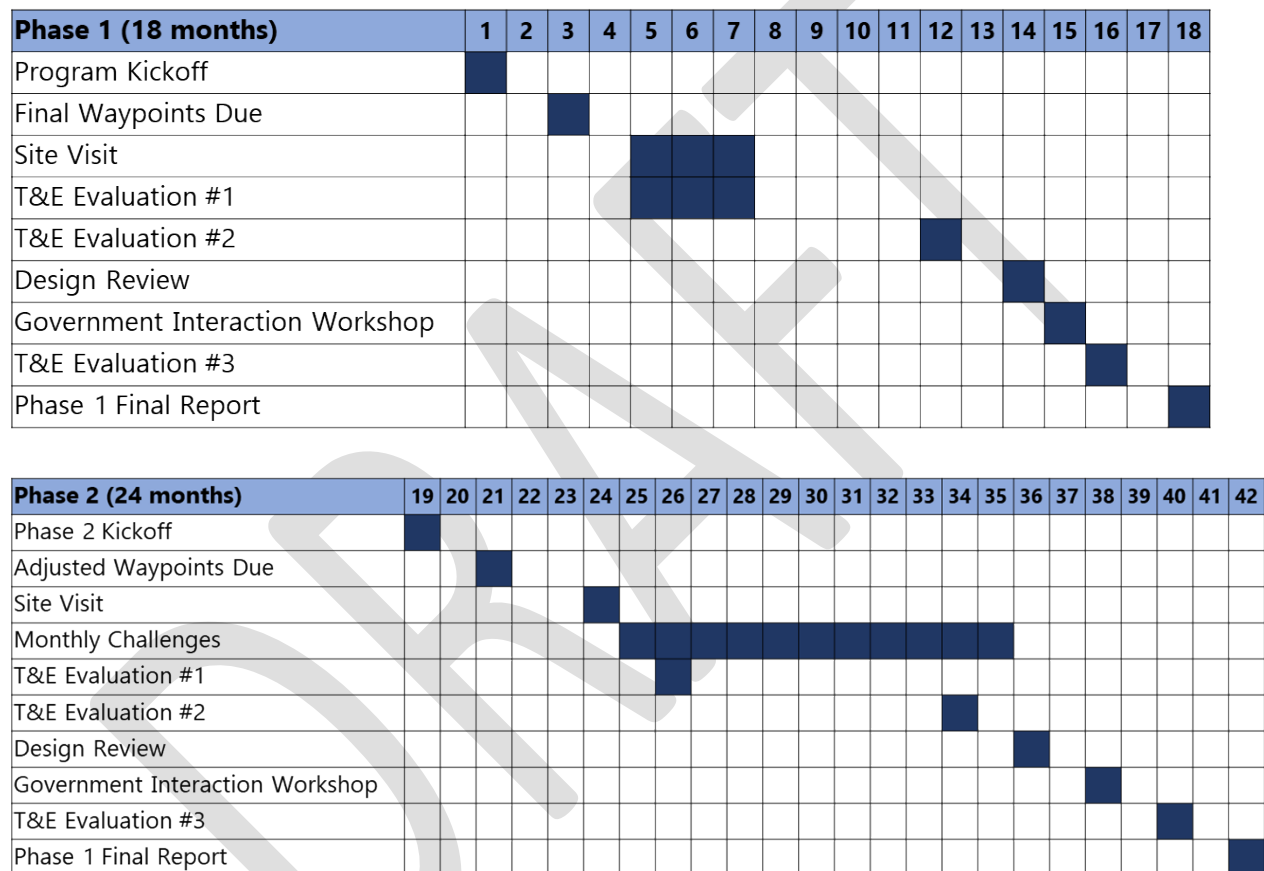 Phase 1 (18 months) 1 2 3 4 5 6 7 8 9 10 11 12 13 14 15 16 17 18
Program Kickoff
Final Waypoints Due
Site Visit
T&E Evaluation #1
T&E Evaluation #2
Design Review
Government Interaction Workshop
T&E Evaluation #3
Phase 1 Final Report
Phase 2 (24 months) 19 20 21 22 23 24 25 26 27 28 29 30 31 32 33 34 35 36 37 38 39 40 41 42
Phase 2 Kickoff
Adjusted Waypoints Due
Site Visit
Monthly Challenges
T&E Evaluation #1
T&E Evaluation #2
Design Review
Government Interaction Workshop
T&E Evaluation #3
Phase 1 Final Report
DRAFT